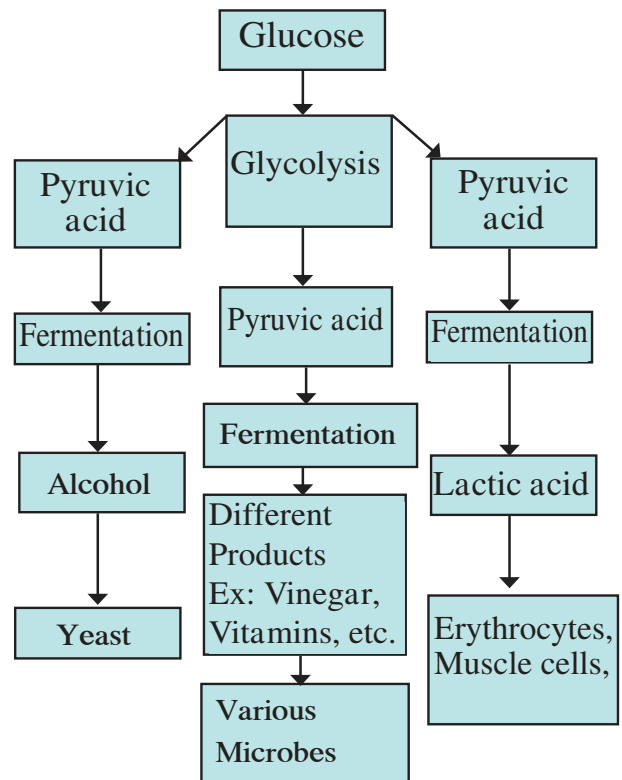 Glucose
Glycolysis
Pyruvic
acid
Fermentation
Alcohol
Yeast
Pyruvic acid
Fermentation
Different
Products
Ex: Vinegar,
Vitamins, etc.
Various
Microbes
Pyruvic
acid
Fermentation
Lactic acid
Erythrocytes,
Muscle cells,